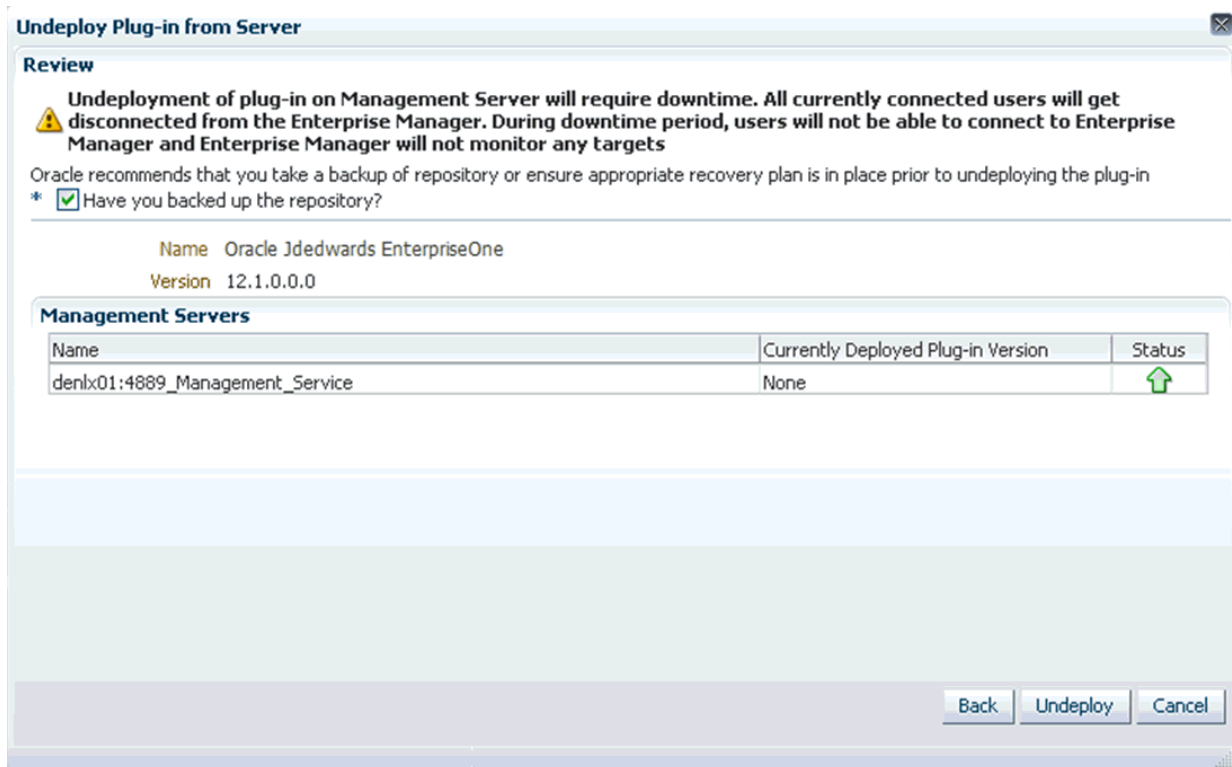 Undeploy Plug-in from Server
Review
Undeployment of plug-in on Management Server will require downtime. All currently connected users will get
disconnected from the Enterprise Manager. During downtime period, users will not be able to connect to Enterprise
Manager and Enterprise Manager will not monitor any targets
Oracle recommends that you take a backup of repository or ensure appropriate recovery plan is in place prior to undeploying the plug-in
* Have you backed up the repository?
Name Oracle Jdedwards EnterpriseOne
Version 12.1.0.0.0
Management Servers
Name Currently Deployed Plug-in Version Status
denlx01:4889_Management_Service None
Back Undeploy Cancel